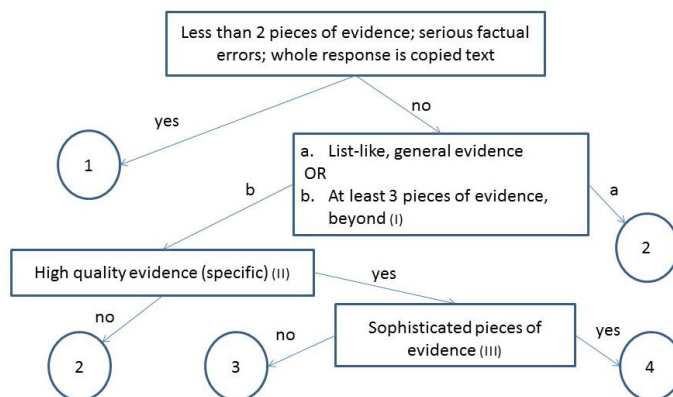 Less than 2 pieces of evidence; serious factual
errors; whole response is copied text
yes
no
1
a. List-like, general evidence
OR
b. At least 3 pieces of evidence,
beyond (I)
b
a
2
High quality evidence (specific) (II)
yes
no
no
Sophisticated pieces of
evidence (III)
yes
2
3
4